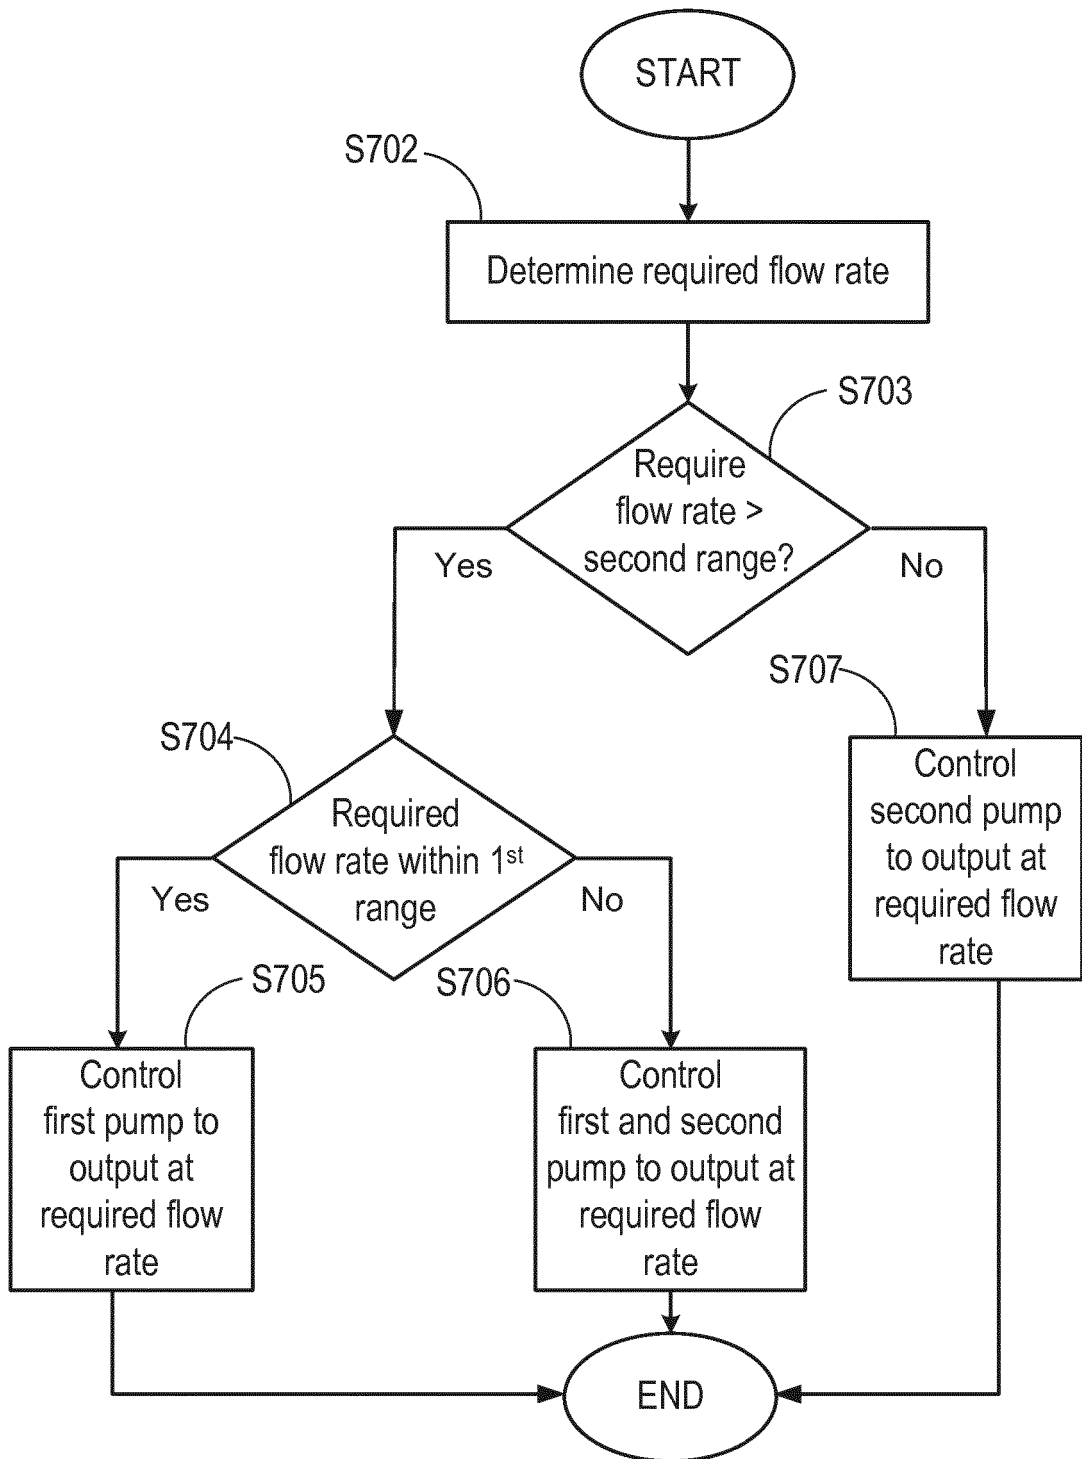 START
S702
Determine required flow rate
S703
Require
flow rate >
second range?
Yes
No
S707
S704
Control
second pump
to output at
required flow
rate
Required
flow rate within 1st
range
Yes
No
S705
S706
Control
first pump to
output at
required flow
rate
Control
first and second
pump to output at
required flow
rate
END